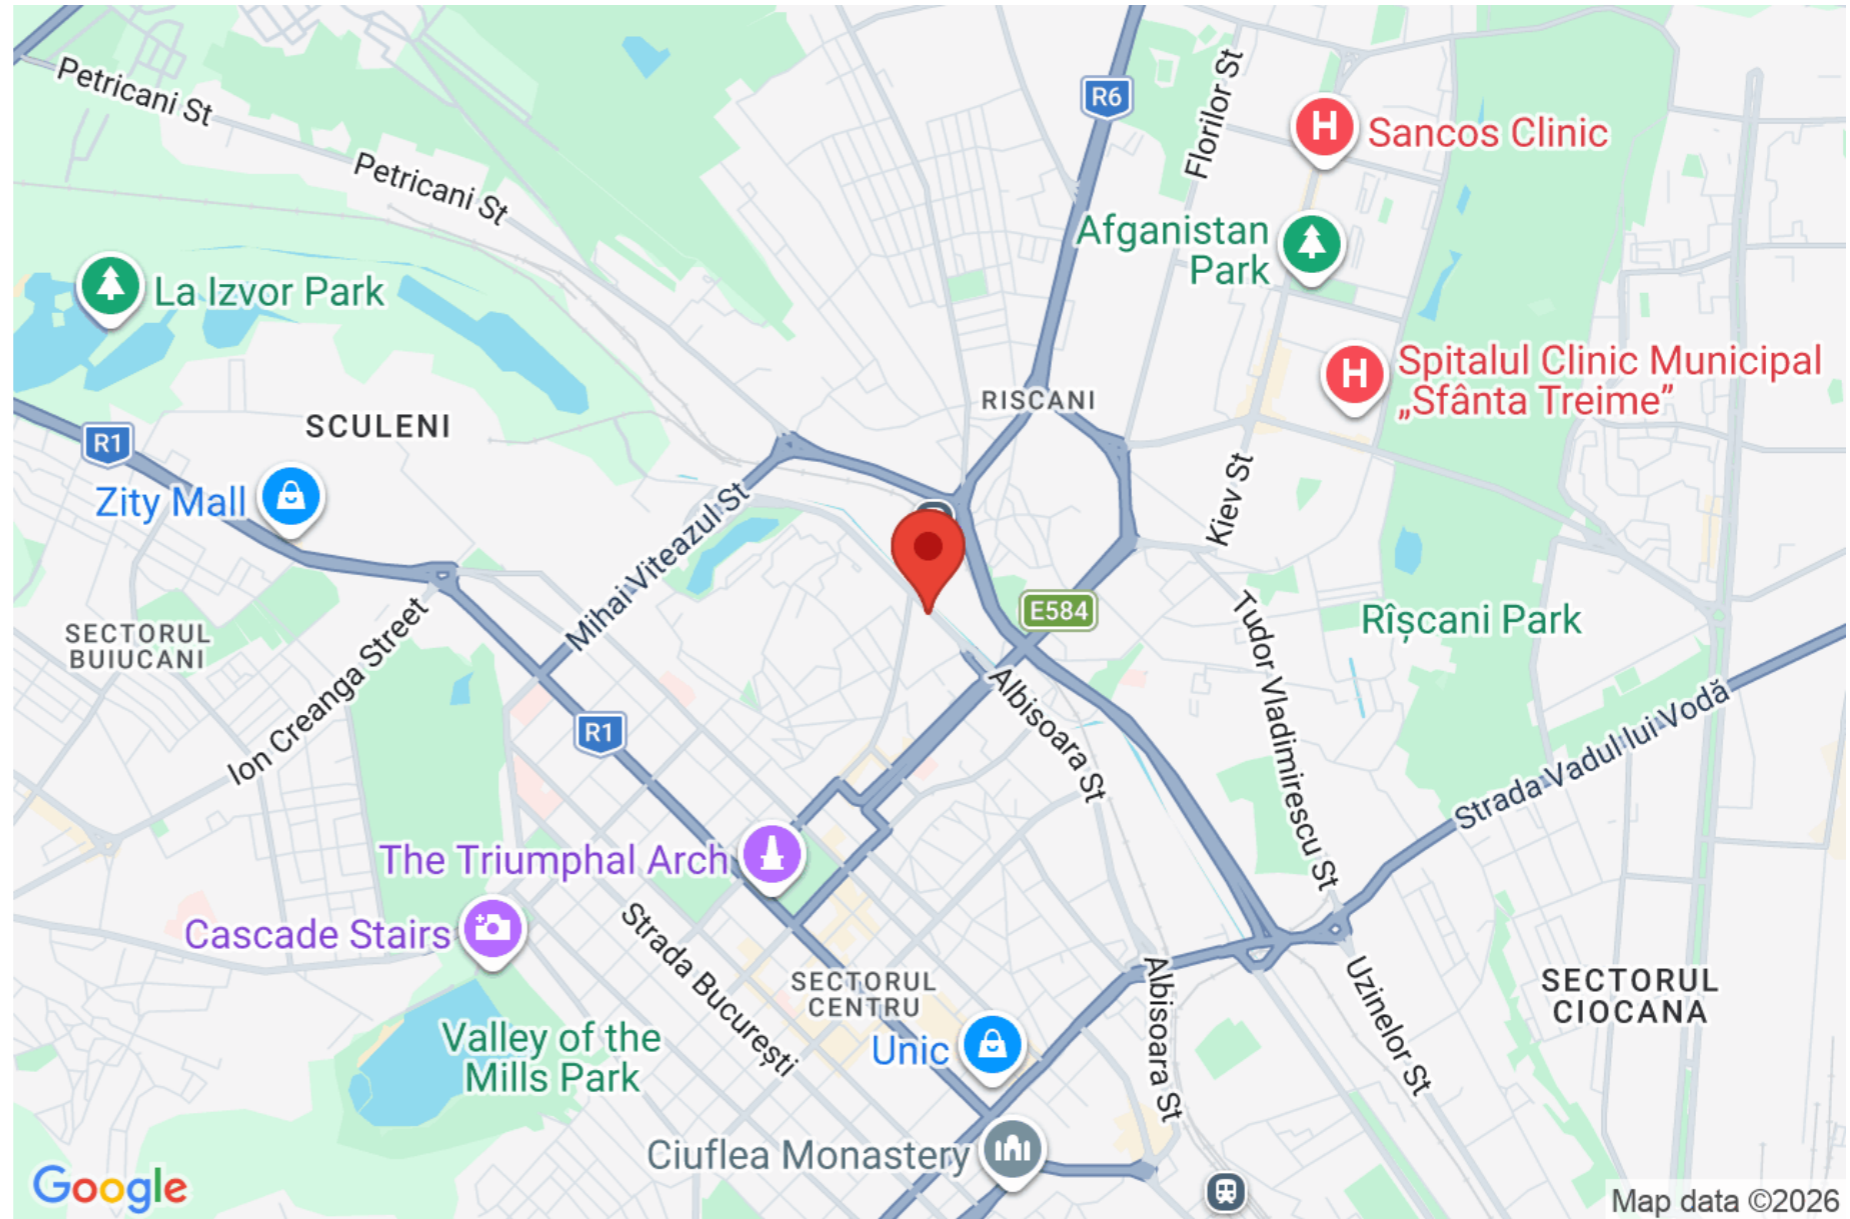 Petricani St
R6
Florilor St
Sancos Clinic
Petricani St
Afganistan
Park
La Izvor Park
Spitalul Clinic Municipal
„Sfânta Treime”
RISCANI
SCULENI
R1
Zity Mall
Kiev St
Mihai Viteazul St
E584
Rîșcani Park
SECTORUL
BUIUCANI
Ion Creanga Street
Tudor Vladimirescu St
Albisoara St
Strada Vadul lui Vodă
R1
The Triumphal Arch
Cascade Stairs
Strada București
SECTORUL
CENTRU
Albisoara St
Uzinelor St
SECTORUL
CIOCANA
Valley of the
Mills Park
Unic
Ciuflea Monastery
Google
Map data ©2026